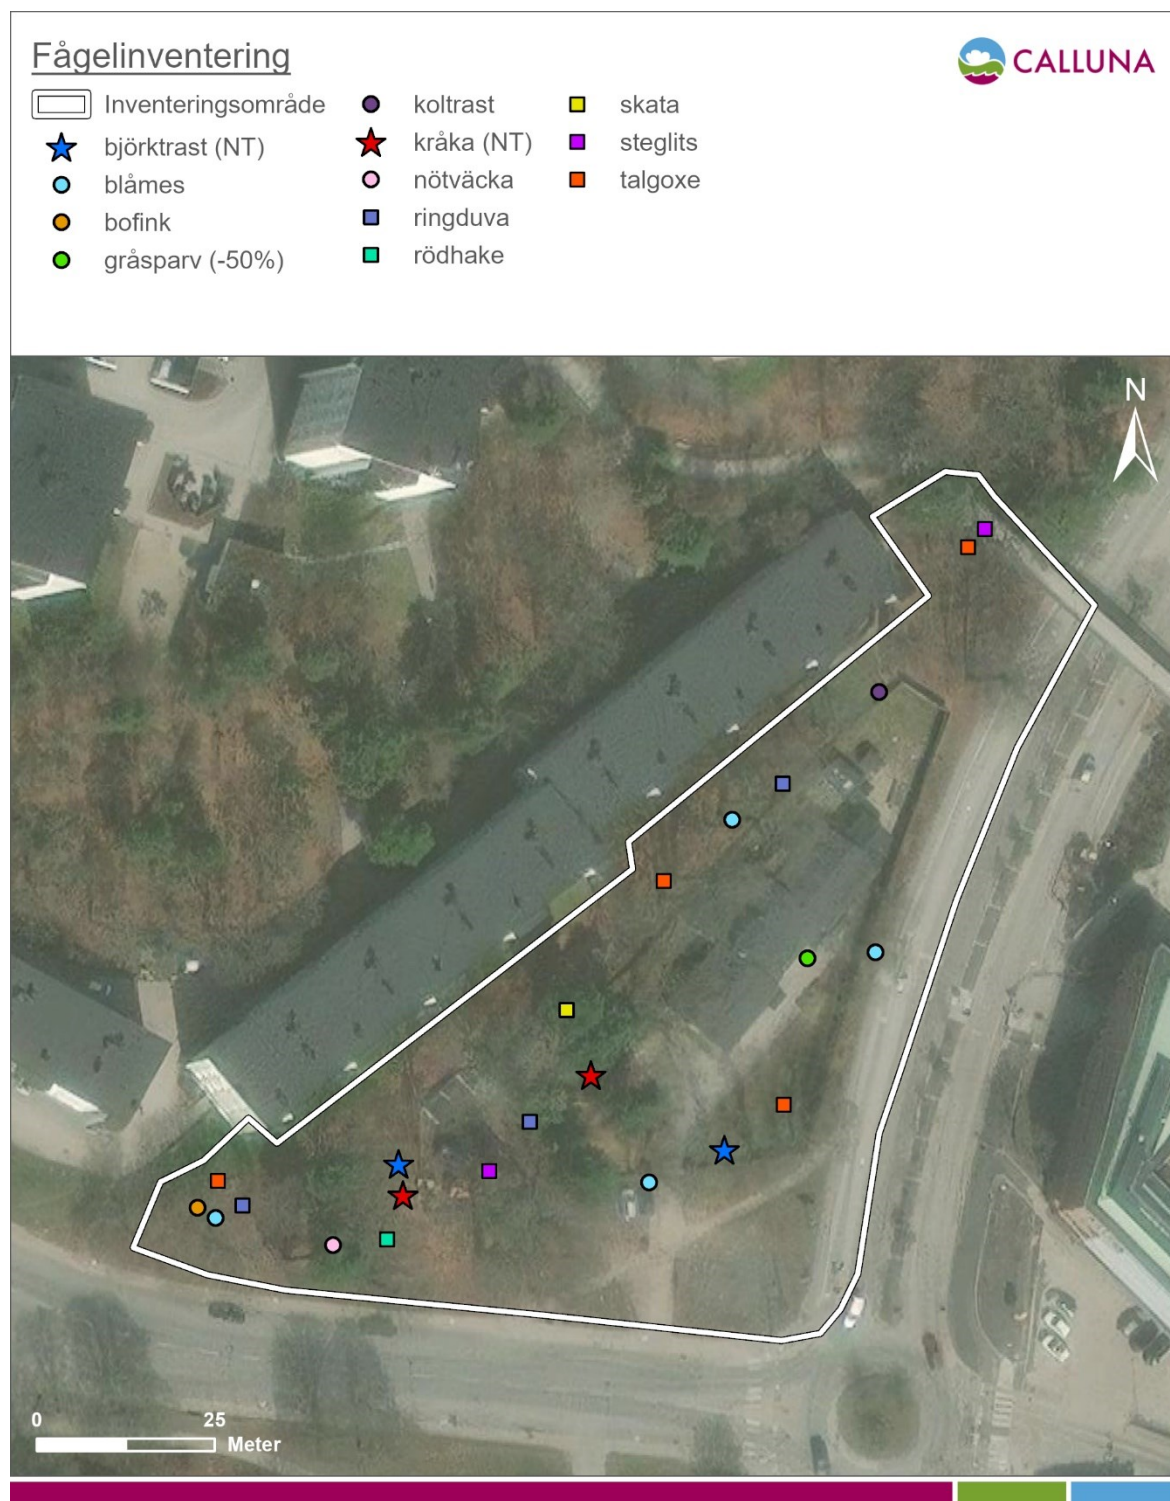 Fågelinventering
CALLUNA
Inventeringsområde
björktrast (NT)
blåmes
bofink
gråsparv (-50%)
koltrast
kråka (NT)
nötväcka
ringduva
rödhake
skata
steglits
talgoxe
N
0 25
Meter